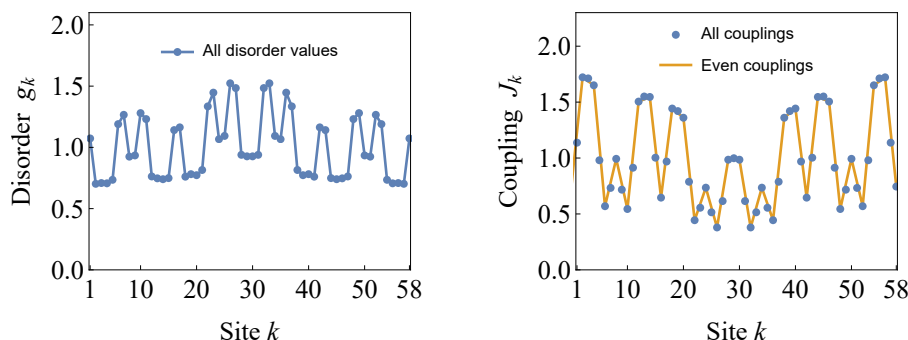 Disorder gₖ
2.0
1.5
1.0
0.5
0.0
All disorder values
1 10 20 30 40 50 58
Site k
Coupling Jₖ
2.0
1.5
1.0
0.5
0.0
All couplings
Even couplings
1 10 20 30 40 50 58
Site k